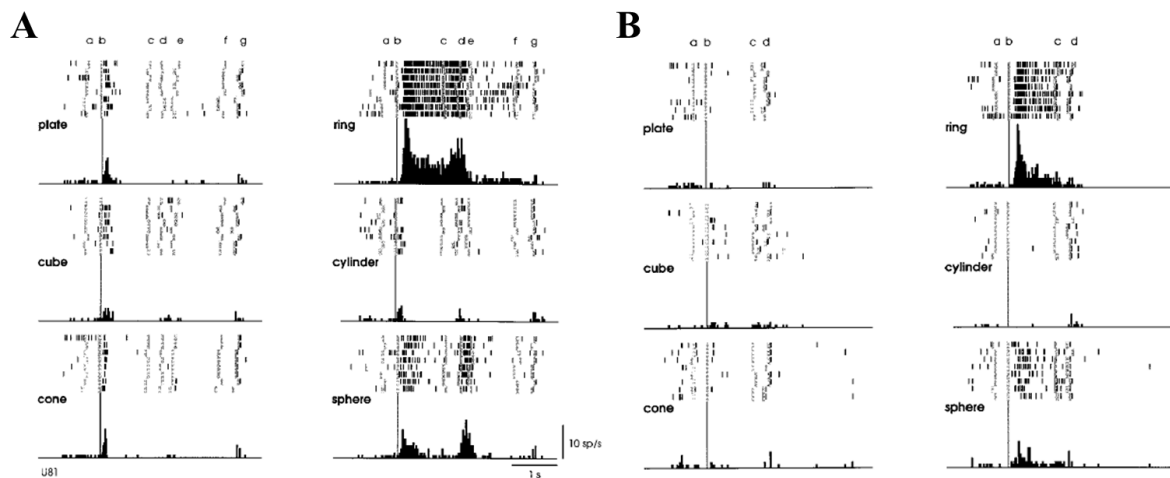 A
B
a b c d e f g
a b c d e f g
a b c d
a b c d
plate
ring
plate
ring
cube
cylinder
cube
cylinder
cone
sphere
cone
sphere
10 sp/s
U81
1 s